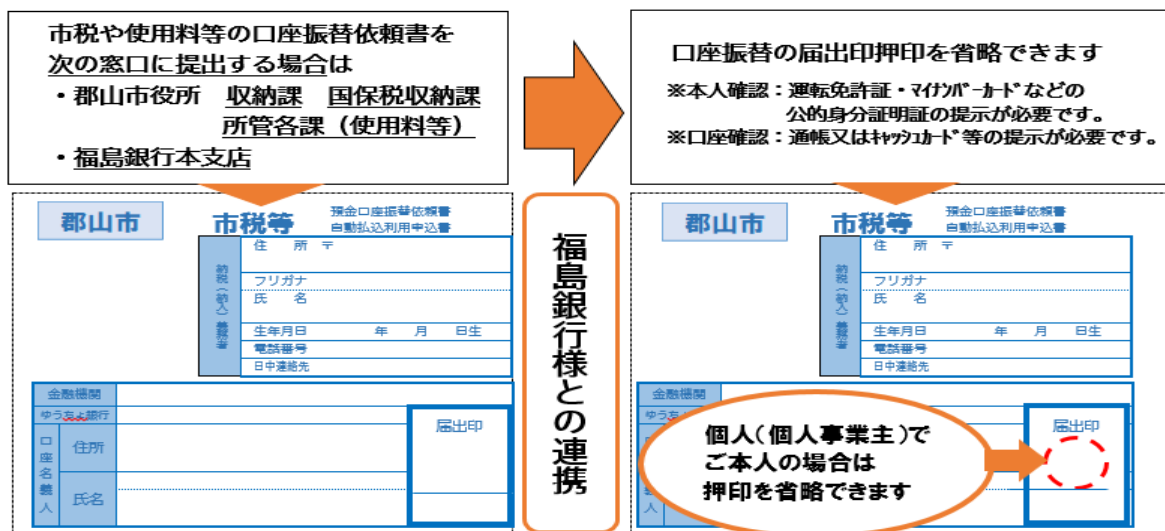 市税や使用料等の口座振替依頼書を
次の窓口に提出する場合は
・郡山市役所　収納課　国保税収納課
所管各課（使用料等）
・福島銀行本支店
口座振替の届出印押印を省略できます
※本人確認：運転免許証・ﾏｲﾅﾝﾊﾞｰｶｰﾄﾞなどの
公的身分証明証の提示が必要です。
※口座確認：通帳又はｷｬｯｼｭｶｰﾄﾞ等の提示が必要です。
郡山市
市税等
預金口座振替依頼書
自動払込利用申込書
納税（納入）義務者
住　所　〒
フリガナ
氏　名
生年月日　年　月　日生
電話番号
日中連絡先
金融機関
ゆうちょ銀行
口座名義人
住所
氏名
届出印
福島銀行様との連携
郡山市
市税等
預金口座振替依頼書
自動払込利用申込書
納税（納入）義務者
住　所　〒
フリガナ
氏　名
生年月日　年　月　日生
電話番号
日中連絡先
金融機関
届出印
個人（個人事業主）で
ご本人の場合は
押印を省略できます